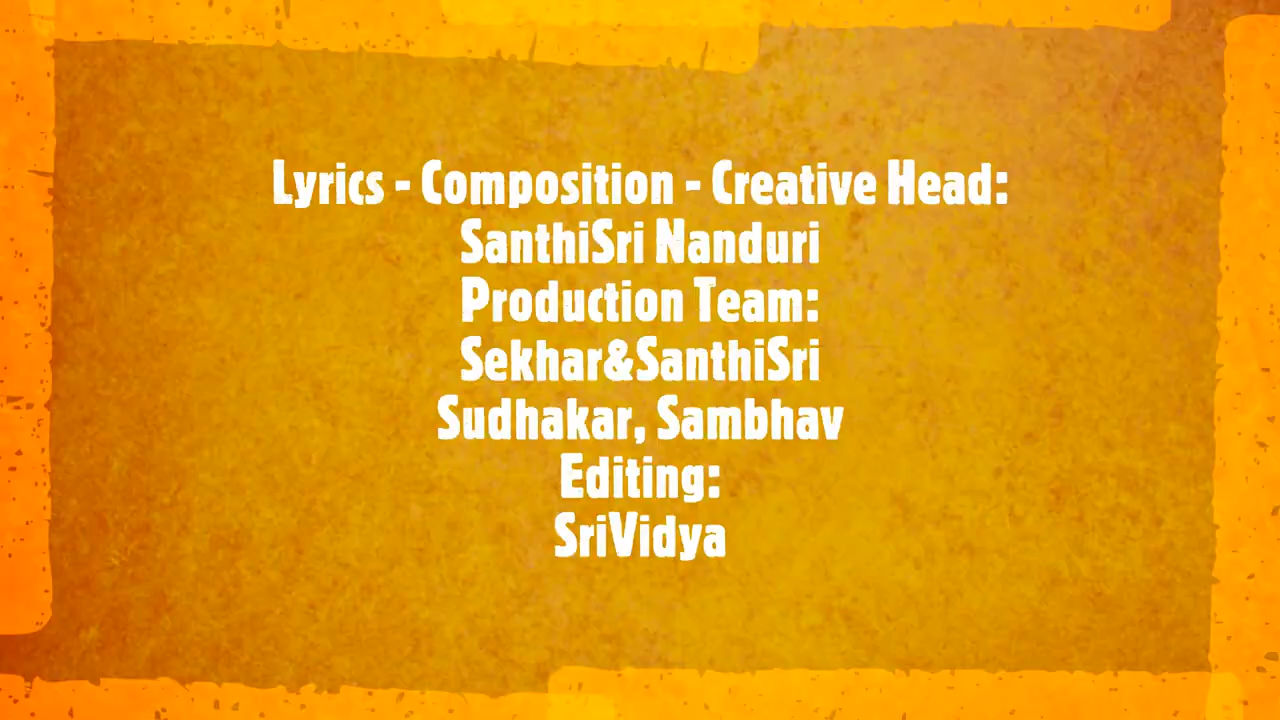 Lyrics - Composition - Creative Head:
SanthiSri Nanduri
Production Team:
Sekhar&SanthiSri
Sudhakar, Sambhav
Editing:
SriVidya